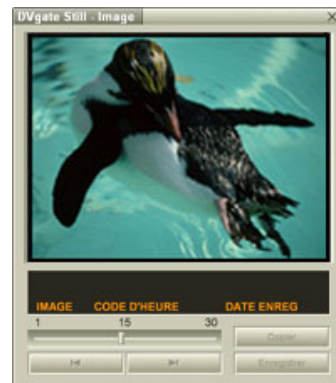 DVgate Still - Image
IMAGE CODE D'HEURE DATE ENREG
1 15 30
Copier
Enregistrer